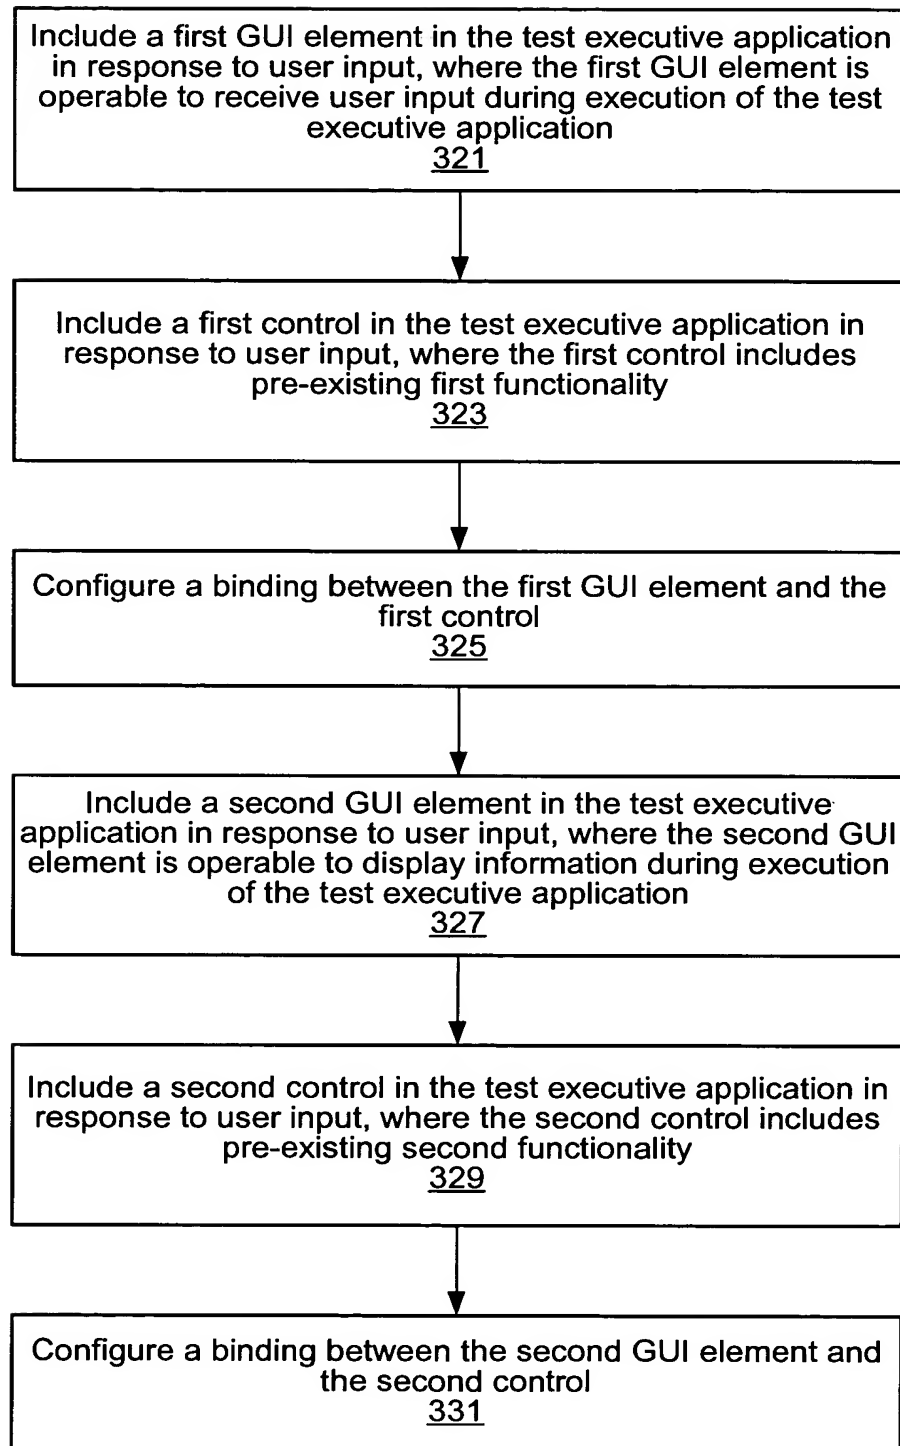 Include a first GUI element in the test executive application
in response to user input, where the first GUI element is
operable to receive user input during execution of the test
executive application
321
Include a first control in the test executive application in
response to user input, where the first control includes
pre-existing first functionality
323
Configure a binding between the first GUI element and the
first control
325
Include a second GUI element in the test executive
application in response to user input, where the second GUI
element is operable to display information during execution
of the test executive application
327
Include a second control in the test executive application in
response to user input, where the second control includes
pre-existing second functionality
329
Configure a binding between the second GUI element and
the second control
331